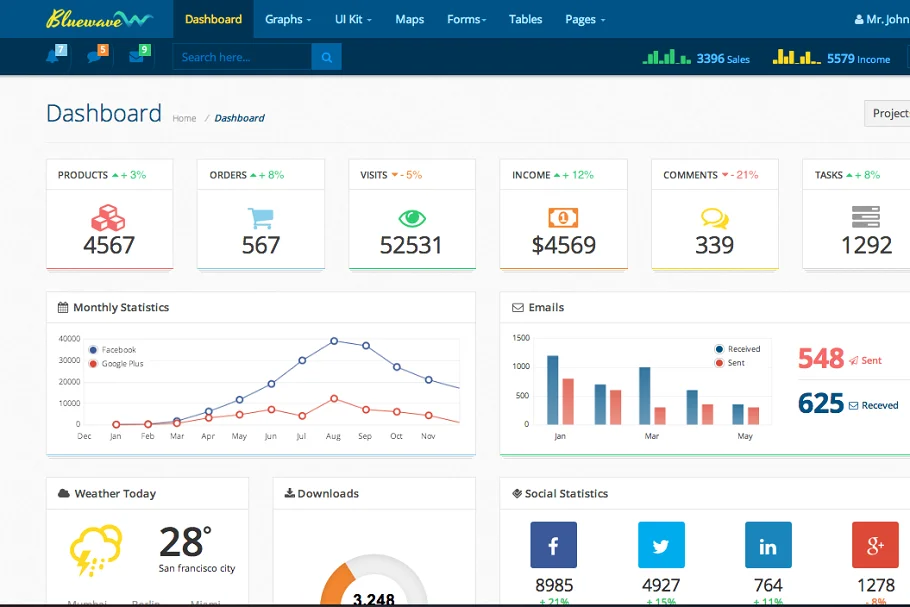 Bluewave Dashboard Graphs UI Kit Maps Forms Tables Pages Mr. John
7 5 9 Search here... 3396 Sales 5579 Income
Dashboard Home / Dashboard Project
PRODUCTS + 3% ORDERS + 8% VISITS - 5% INCOME + 12% COMMENTS - 21% TASKS + 8%
4567 567 52531 $4569 339 1292
Monthly Statistics
40000
30000
20000
10000
0
Facebook
Google Plus
Dec Jan Feb Mar Apr May Jun Jul Aug Sep Oct Nov
Emails
1500
1000
500
0
Received
Sent
Jan Mar May
548 Sent
625 Receved
Weather Today
28°
San francisco city
Mumbai Berlin Miami
Downloads
3,248
Social Statistics
f in g+
8985 4927 764 1278
+ 21% + 15% + 11% - 8%